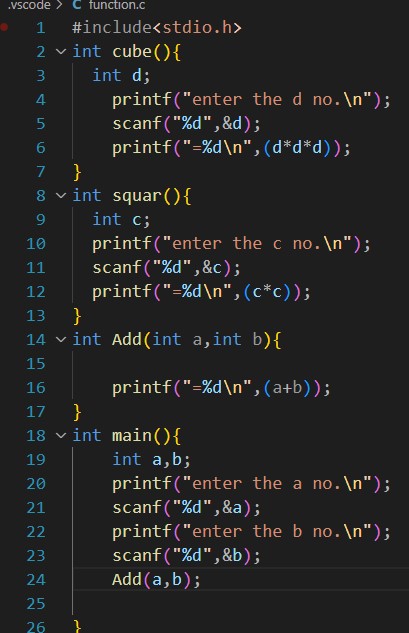 .vscode > C function.c
1 #include<stdio.h>
2 int cube(){
3 int d;
4 printf("enter the d no.\n");
5 scanf("%d",&d);
6 printf("=%d\n",(d*d*d));
7 }
8 int squar(){
9 int c;
10 printf("enter the c no.\n");
11 scanf("%d",&c);
12 printf("=%d\n",(c*c));
13 }
14 int Add(int a,int b){
15
16 printf("=%d\n",(a+b));
17 }
18 int main(){
19 int a,b;
20 printf("enter the a no.\n");
21 scanf("%d",&a);
22 printf("enter the b no.\n");
23 scanf("%d",&b);
24 Add(a,b);
25
26 }